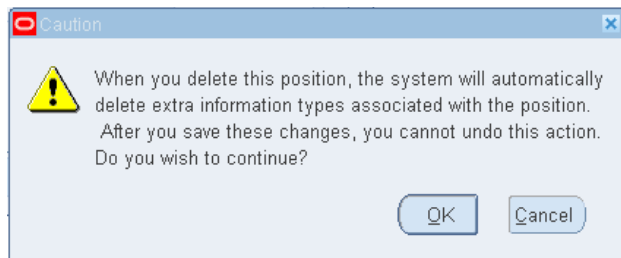 Caution
When you delete this position, the system will automatically
delete extra information types associated with the position.
After you save these changes, you cannot undo this action.
Do you wish to continue?
OK
Cancel